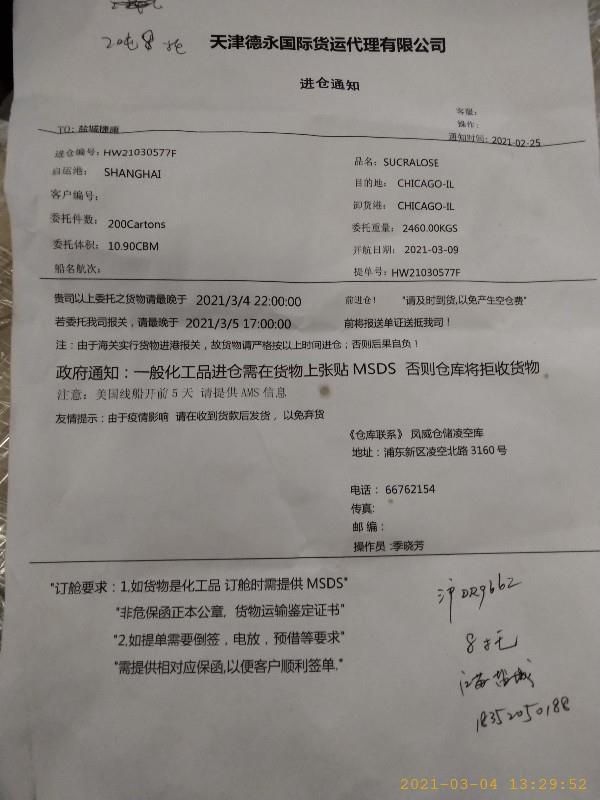 20吨8托
天津德永国际货运代理有限公司
进仓通知
客服：
操作：
TO：盐城捷康
通知时间：2021-02-25
进仓编号：HW21030577F
品名：SUCRALOSE
启运港： SHANGHAI
目的地： CHICAGO-IL
客户编号：
卸货港： CHICAGO-IL
委托件数： 200Cartons
委托重量：2460.00KGS
委托体积：10.90CBM
开航日期：2021-03-09
船名航次：
提单号：HW21030577F
贵司以上委托之货物请最晚于 2021/3/4 22:00:00 前进仓！ "请及时到货,以免产生空仓费"
若委托我司报关，请最晚于 2021/3/5 17:00:00 前将报送单证送抵我司！
注：由于海关实行货物进港报关，故货物请严格按以上时间进仓；否则后果自负！
政府通知：一般化工品进仓需在货物上张贴 MSDS 否则仓库将拒收货物
注意：美国线船开前 5 天 请提供 AMS 信息
友情提示：由于疫情影响 请在收到货款后发货，以免弃货
《仓库联系》 凤威仓储凌空库
地址：浦东新区凌空北路 3160 号
电话： 66762154
传真:
邮 编：
操作员 :季晓芳
"订舱要求：1,如货物是化工品 订舱时需提供 MSDS"
"非危保函正本公章, 货物运输鉴定证书"
"2,如提单需要倒签，电放，预借等要求"
"需提供相对应保函,以便客户顺利签单."
沪DR9662
8托
江苏盐城
18352050188
2021-03-04 13:29:52